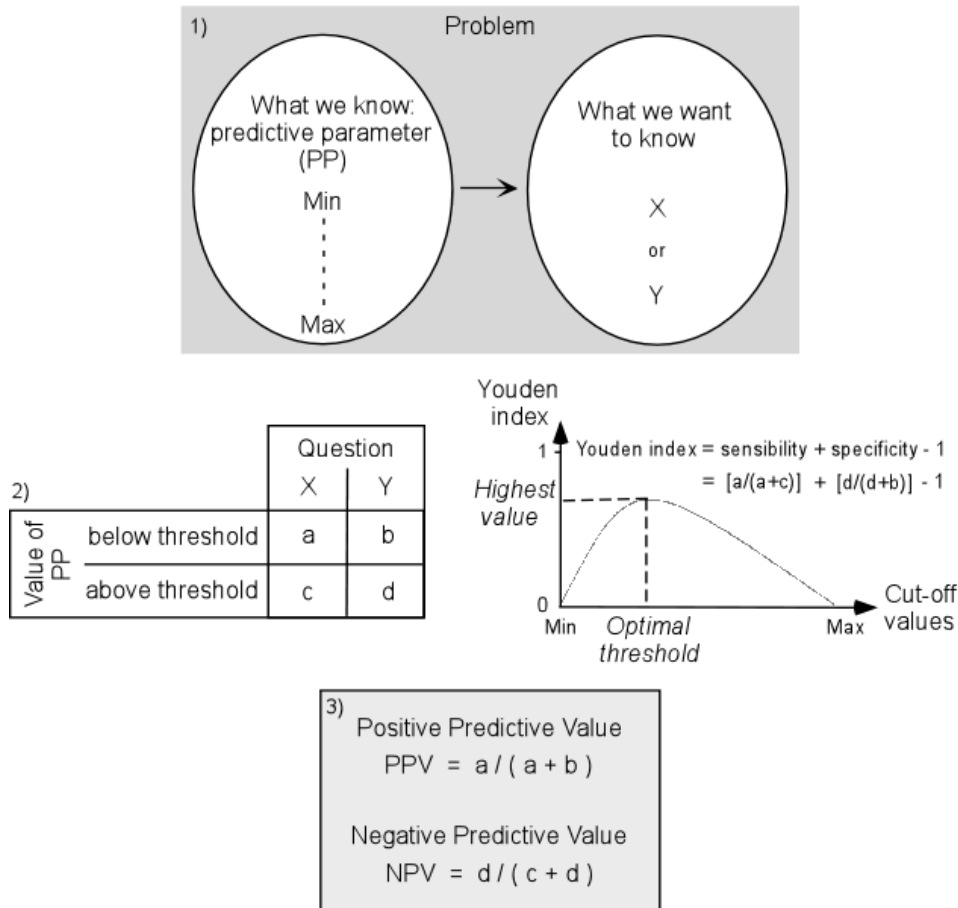 1)
Problem
What we know:
predictive parameter
(PP)
Min
Max
What we want
to know
X
or
Y
2)
Question
X Y
Value of
PP
below threshold a b
above threshold c d
Youden
index
1
Youden index = sensibility + specificity - 1
= [a/(a+c)] + [d/(d+b)] - 1
Highest
value
0
Min
Optimal
threshold
Max
Cut-off
values
3)
Positive Predictive Value
PPV = a / ( a + b )
Negative Predictive Value
NPV = d / ( c + d )